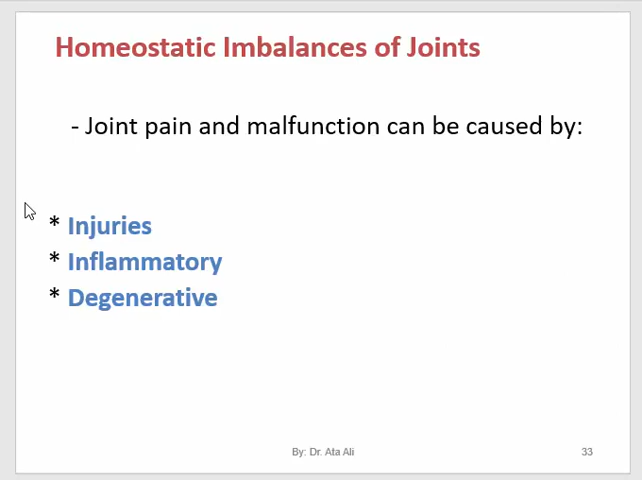 Homeostatic Imbalances of Joints
- Joint pain and malfunction can be caused by:
* Injuries
* Inflammatory
* Degenerative
By: Dr. Ata Ali
33